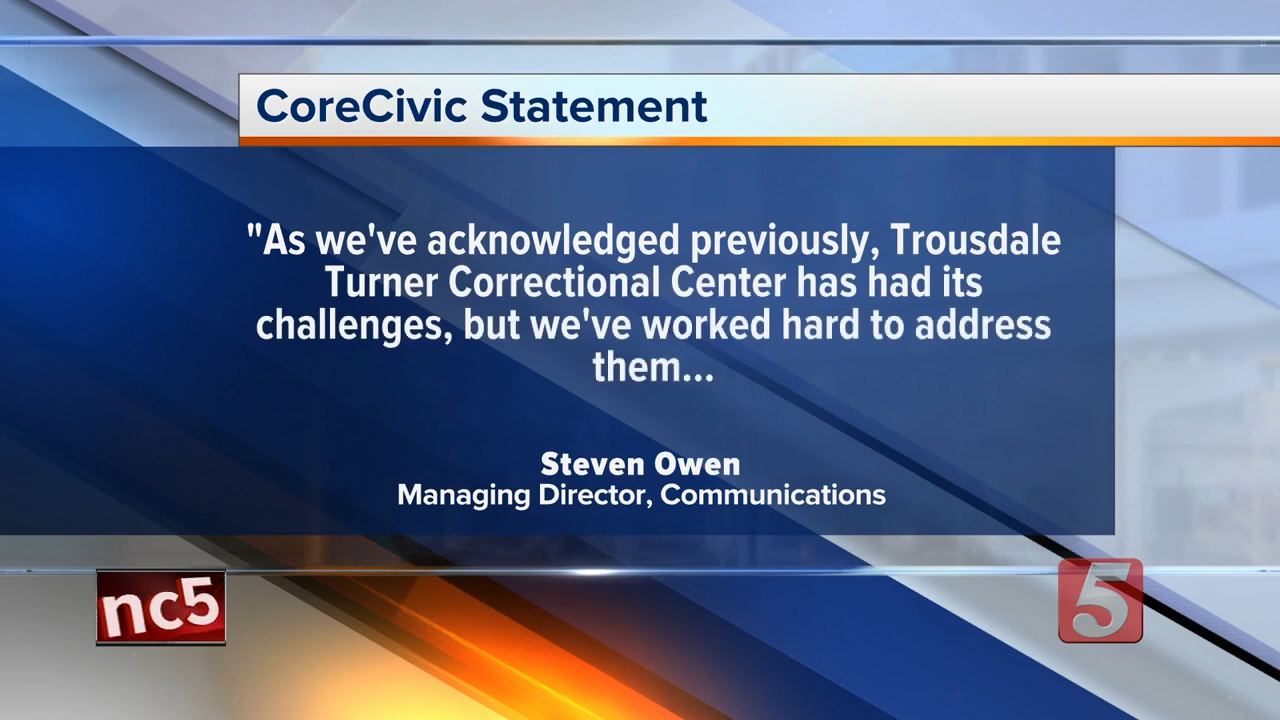 CoreCivic Statement
"As we've acknowledged previously, Trousdale
Turner Correctional Center has had its
challenges, but we've worked hard to address
them...
Steven Owen
Managing Director, Communications
nc5
5